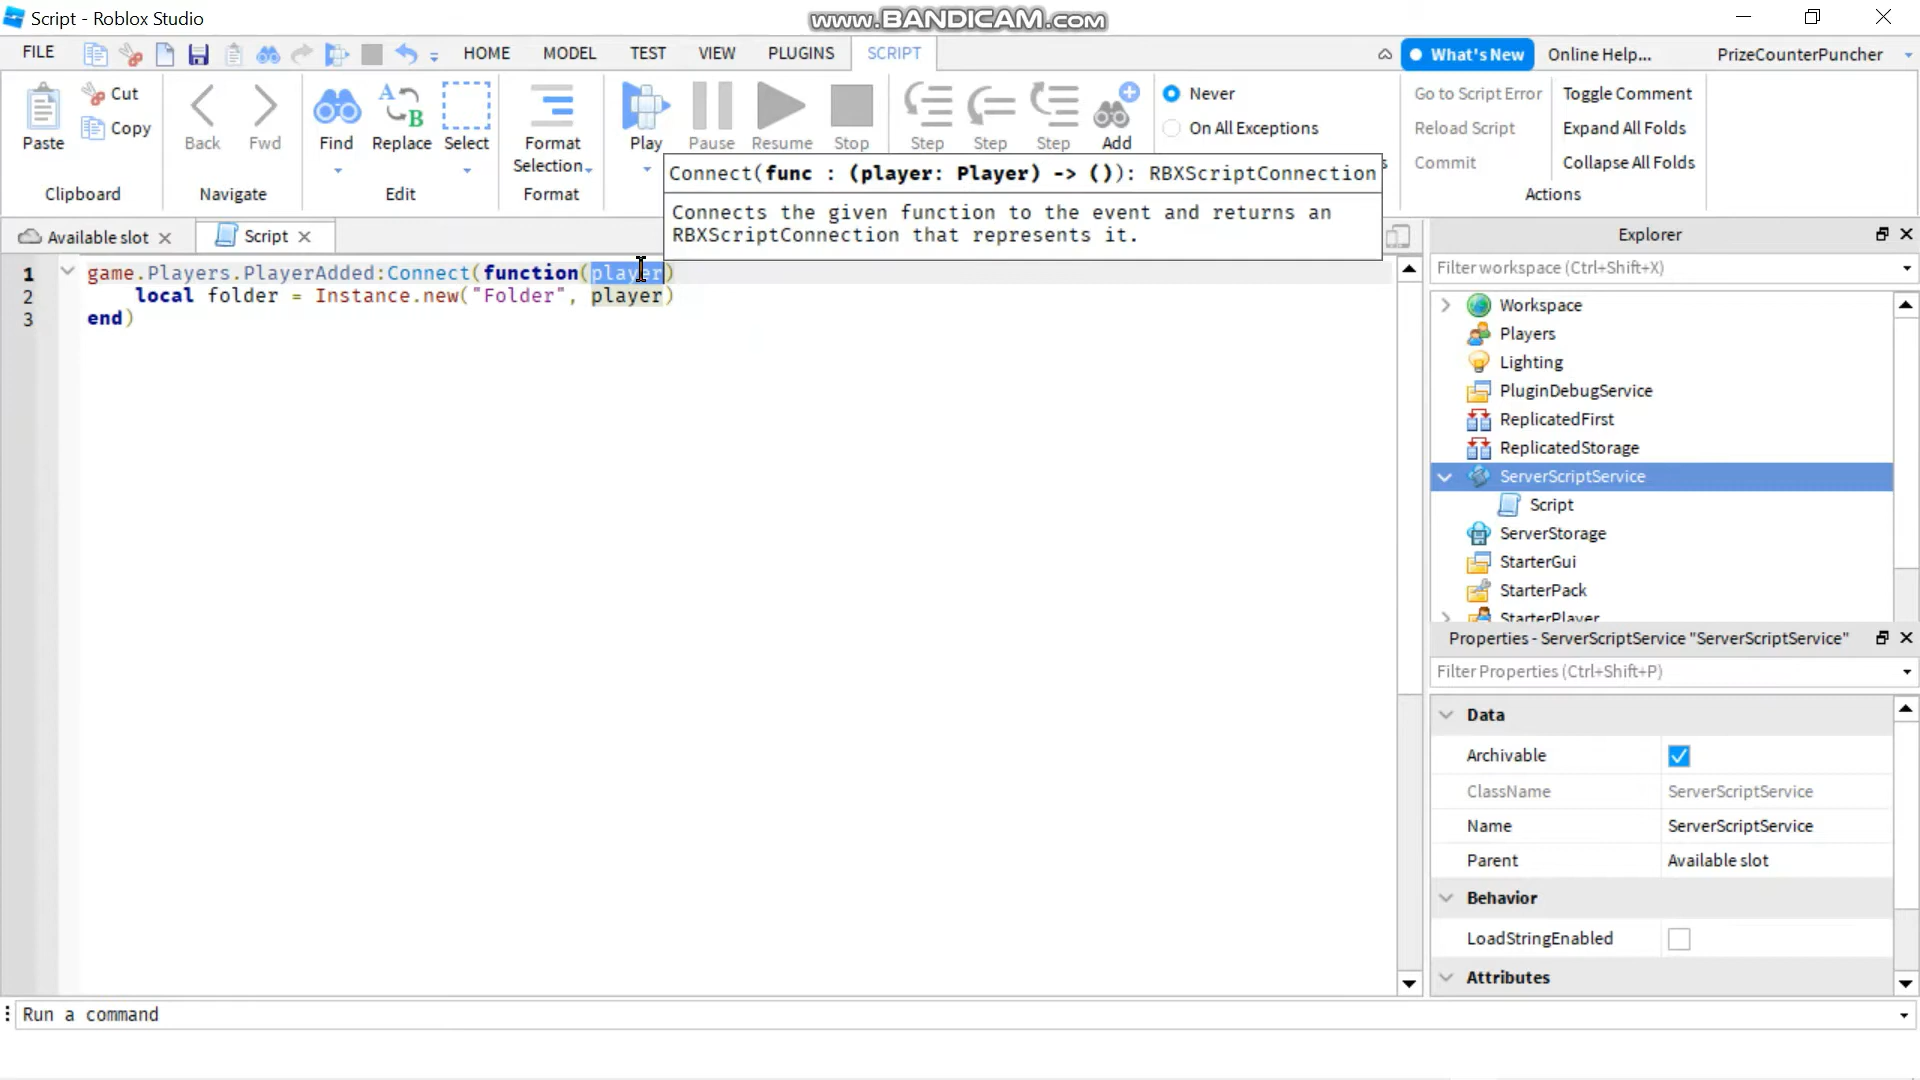 Script - Roblox Studio
www.BANDICAM.com
FILE HOME MODEL TEST VIEW PLUGINS SCRIPT What's New Online Help... PrizeCounterPuncher
Paste
Cut
Copy
Clipboard
Back
Fwd
Navigate
Find
Replace
Select
Edit
Format
Selection
Format
Play
Pause
Resume
Stop
Step
Step
Step
Add
Never
On All Exceptions
Go to Script Error
Reload Script
Commit
Toggle Comment
Expand All Folds
Collapse All Folds
Actions
Connect(func : (player: Player) -> ()): RBXScriptConnection
Connects the given function to the event and returns an
RBXScriptConnection that represents it.
Available slot
Script
1 game.Players.PlayerAdded:Connect(function(player)
2 local folder = Instance.new("Folder", player)
3 end)
Explorer
Filter workspace (Ctrl+Shift+X)
Workspace
Players
Lighting
PluginDebugService
ReplicatedFirst
ReplicatedStorage
ServerScriptService
Script
ServerStorage
StarterGui
StarterPack
StarterPlayer
Properties - ServerScriptService "ServerScriptService"
Filter Properties (Ctrl+Shift+P)
Data
Archivable
ClassName ServerScriptService
Name ServerScriptService
Parent Available slot
Behavior
LoadStringEnabled
Attributes
Run a command